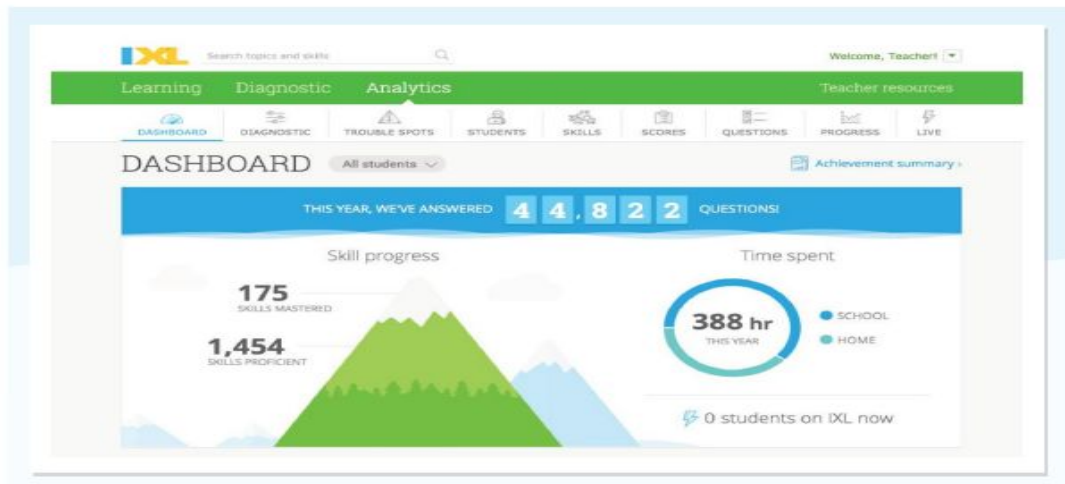 IXL Search topics and skills Welcome, Teacher!
Learning Diagnostic Analytics Teacher resources
DASHBOARD DIAGNOSTIC TROUBLE SPOTS STUDENTS SKILLS SCORES QUESTIONS PROGRESS LIVE
DASHBOARD All students Achievement summary ›
THIS YEAR, WE'VE ANSWERED 44,822 QUESTIONS!
Skill progress Time spent
175
SKILLS MASTERED
1,454
SKILLS PROFICIENT
388 hr
THIS YEAR
SCHOOL
HOME
0 students on IXL now